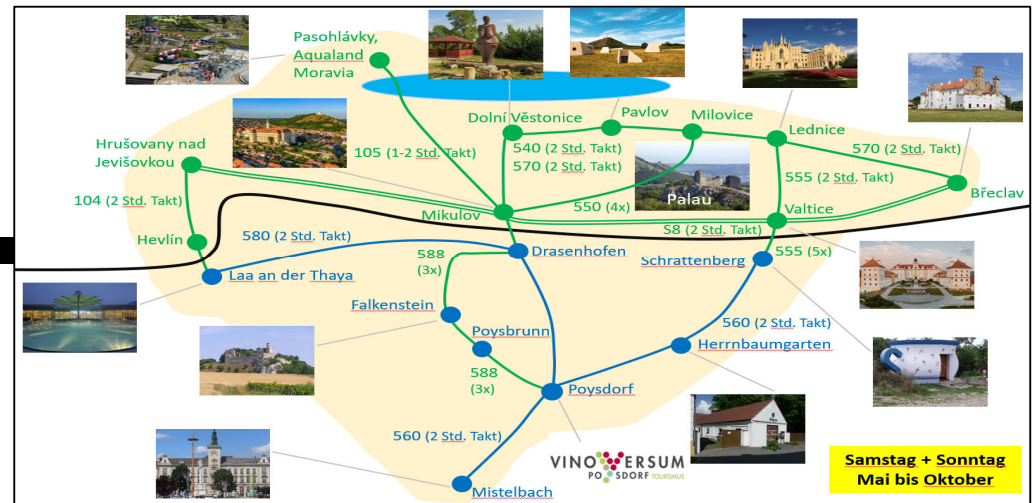 Pasohlávky,
Aqualand
Moravia
Dolní Věstonice
Pavlov
Milovice
Lednice
Hrušovany nad
Jevišovkou
105 (1-2 Std. Takt)
540 (2 Std. Takt)
570 (2 Std. Takt)
570 (2 Std. Takt)
555 (2 Std. Takt)
Břeclav
104 (2 Std. Takt)
Palau
Mikulov
550 (4x)
Valtice
S8 (2 Std. Takt)
Hevlín
580 (2 Std. Takt)
Drasenhofen
555 (5x)
Schrattenberg
Laa an der Thaya
588
(3x)
Falkenstein
Poysbrunn
560 (2 Std. Takt)
Herrnbaumgarten
588
(3x)
Poysdorf
560 (2 Std. Takt)
VINOVERSUM
POYSDORF TOURISMUS
Mistelbach
Samstag + Sonntag
Mai bis Oktober